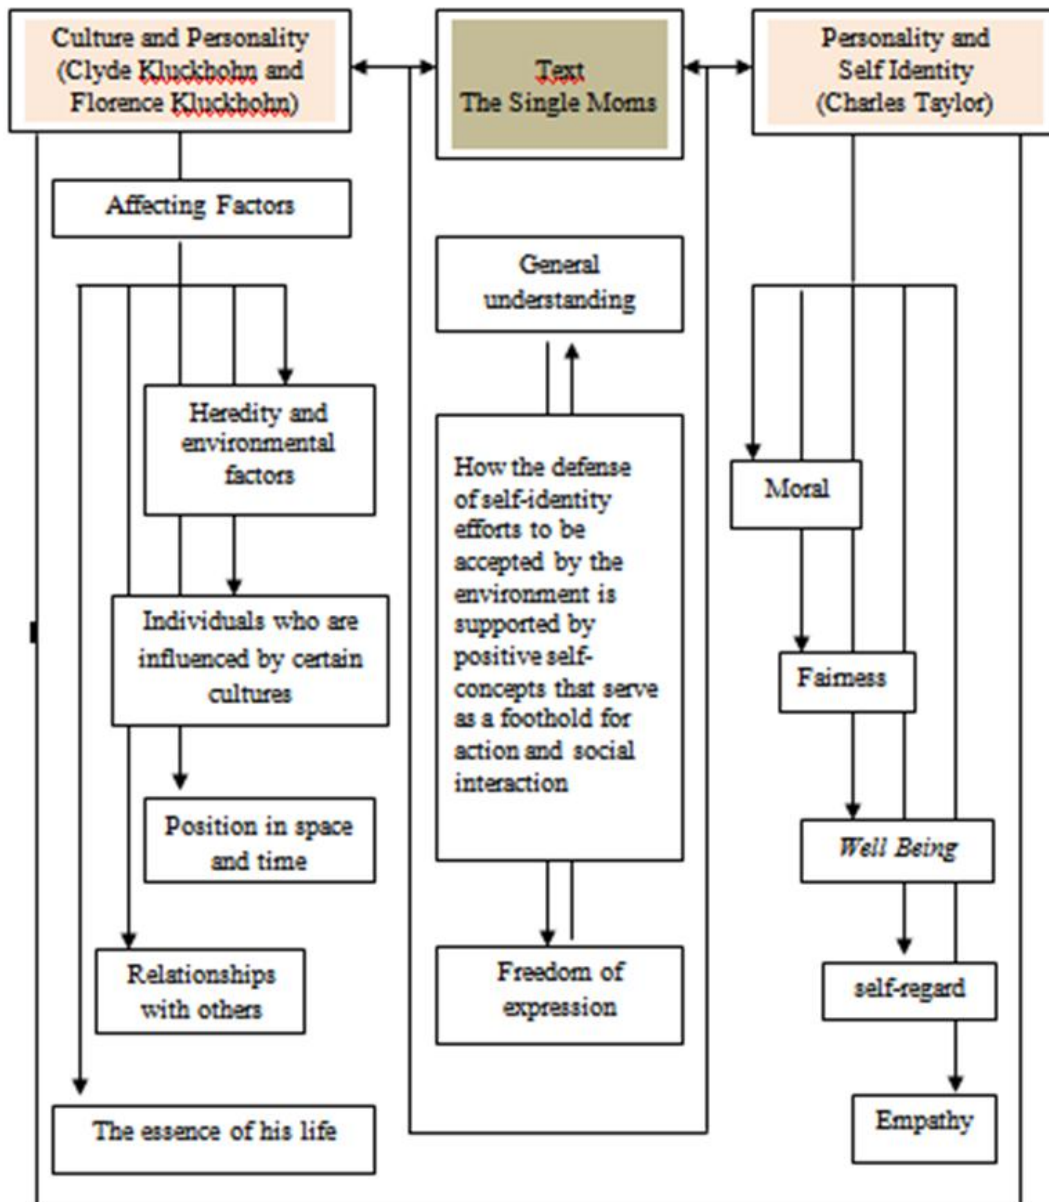 Culture and Personality
(Clyde Kluckhohn and
Florence Kluckhohn)
Text
The Single Moms
Personality and
Self Identity
(Charles Taylor)
Affecting Factors
Heredity and
environmental
factors
Individuals who are
influenced by certain
cultures
Position in space
and time
Relationships
with others
The essence of his life
General
understanding
How the defense
of self-identity
efforts to be
accepted by the
environment is
supported by
positive self-
concepts that serve
as a foothold for
action and social
interaction
Freedom of
expression
Moral
Fairness
Well Being
self-regard
Empathy